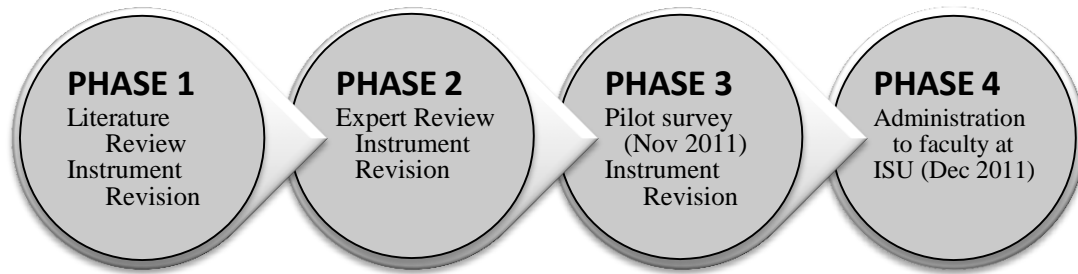 PHASE 1
Literature
Review
Instrument
Revision
PHASE 2
Expert Review
Instrument
Revision
PHASE 3
Pilot survey
(Nov 2011)
Instrument
Revision
PHASE 4
Administration
to faculty at
ISU (Dec 2011)